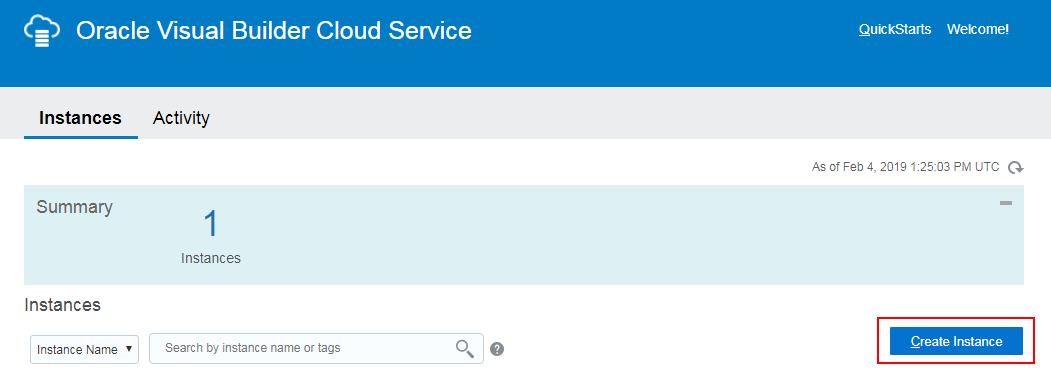 Oracle Visual Builder Cloud Service
QuickStarts Welcome!
Instances Activity
As of Feb 4, 2019 1:25:03 PM UTC
Summary
1
Instances
Instances
Instance Name Search by instance name or tags ? Create Instance